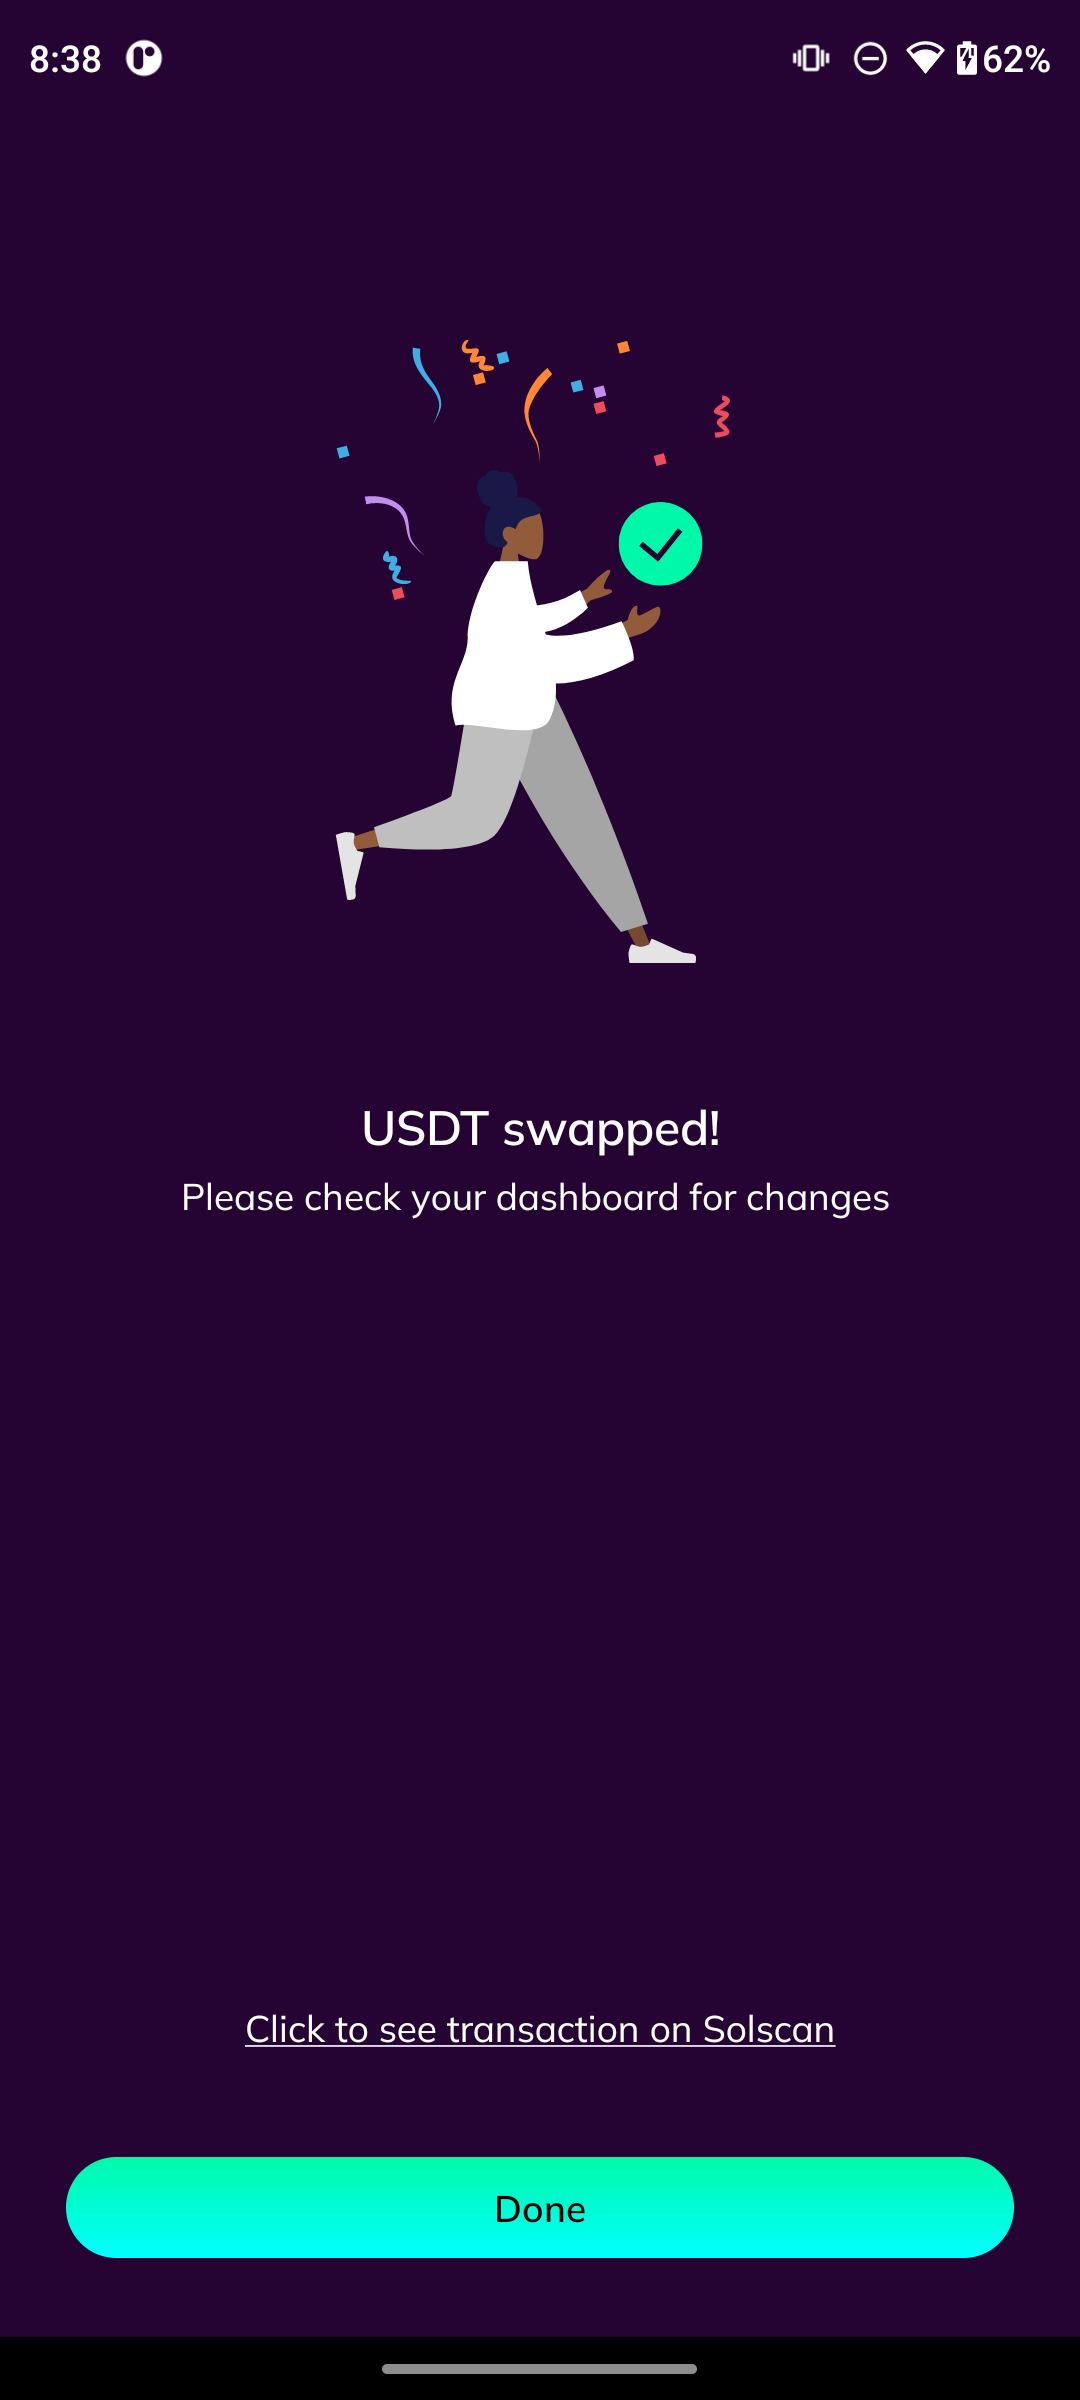 8:38
62%
USDT swapped!
Please check your dashboard for changes
Click to see transaction on Solscan
Done